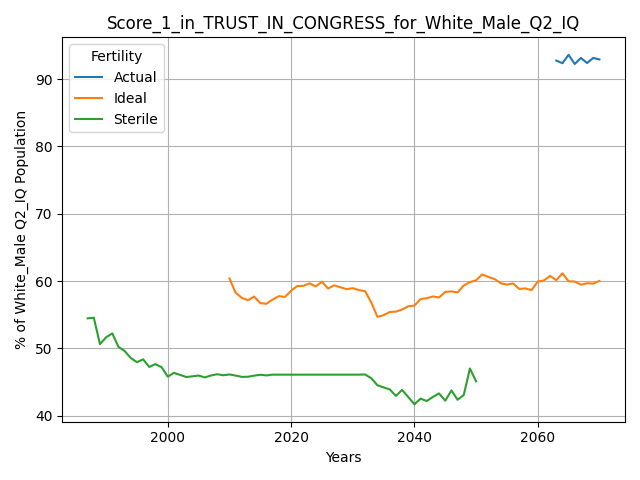 Score_1_in_TRUST_IN_CONGRESS_for_White_Male_Q2_IQ
Fertility
Actual
Ideal
Sterile
% of White_Male Q2_IQ Population
90
80
70
60
50
40
2000
2020
2040
2060
Years